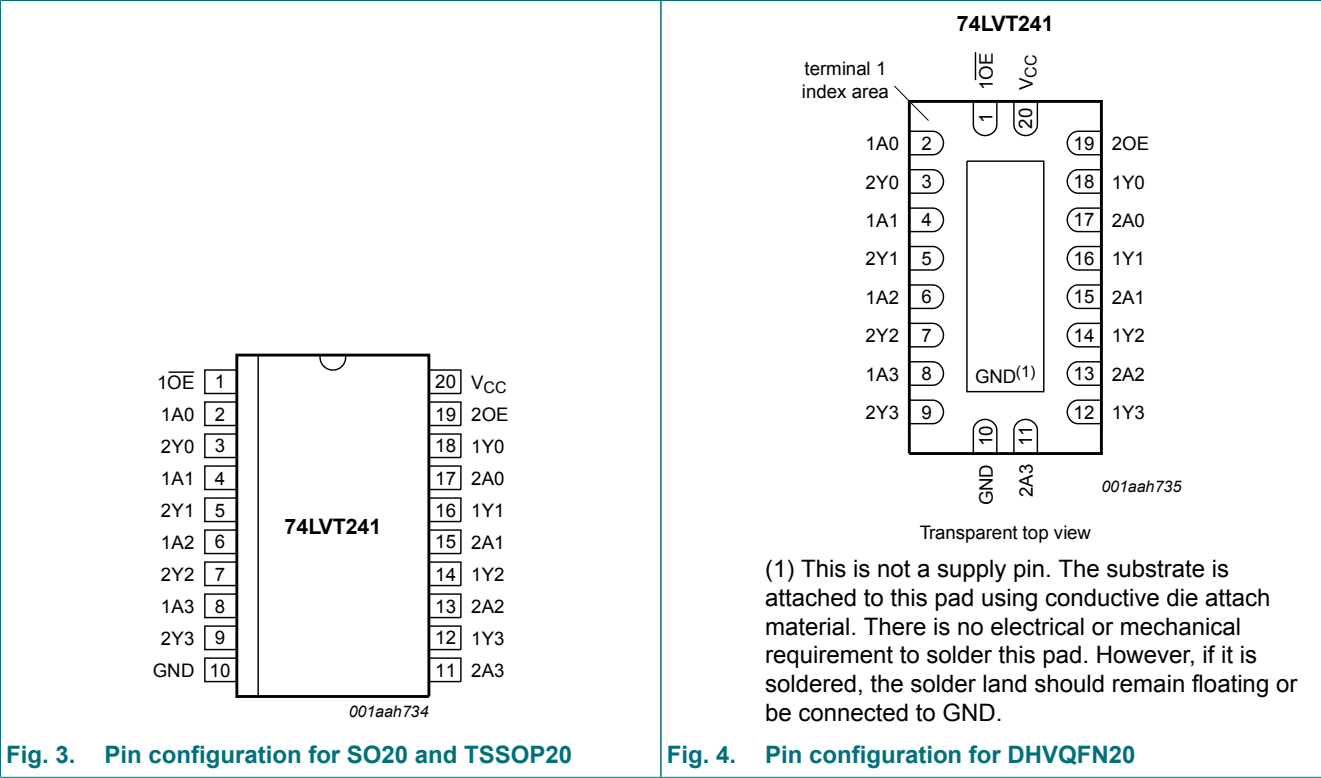 1O̅E̅ 1 20 VCC
1A0 2 19 2OE
2Y0 3 18 1Y0
1A1 4 17 2A0
2Y1 5 16 1Y1
1A2 6 15 2A1
2Y2 7 14 1Y2
1A3 8 13 2A2
2Y3 9 12 1Y3
GND 10 11 2A3
74LVT241
001aah734
Fig. 3. Pin configuration for SO20 and TSSOP20
74LVT241
terminal 1
index area
1O̅E̅ VCC
1 20
1A0 2 19 2OE
2Y0 3 18 1Y0
1A1 4 17 2A0
2Y1 5 16 1Y1
1A2 6 15 2A1
2Y2 7 14 1Y2
1A3 8 GND(1) 13 2A2
2Y3 9 12 1Y3
10 11
GND 2A3
001aah735
Transparent top view
(1) This is not a supply pin. The substrate is
attached to this pad using conductive die attach
material. There is no electrical or mechanical
requirement to solder this pad. However, if it is
soldered, the solder land should remain floating or
be connected to GND.
Fig. 4. Pin configuration for DHVQFN20